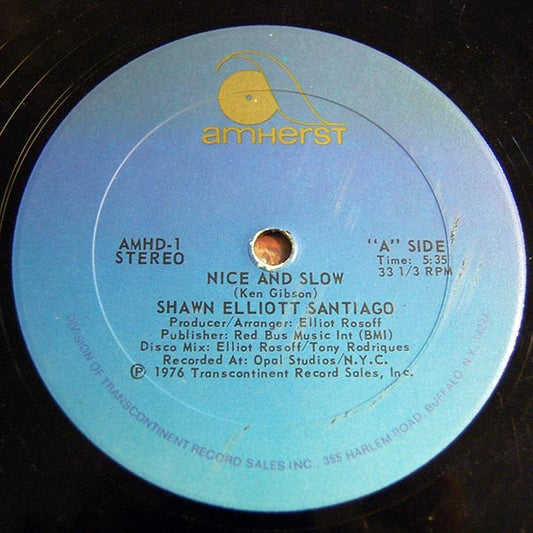 amherst
AMHD-1
STEREO
"A" SIDE
Time: 5:35
33 1/3 RPM
NICE AND SLOW
(Ken Gibson)
SHAWN ELLIOTT SANTIAGO
Producer/Arranger: Elliot Rosoff
Publisher: Red Bus Music Int (BMI)
Disco Mix: Elliot Rosoff/Tony Rodriques
Recorded At: Opal Studios/N.Y.C.
Ⓟ 1976 Transcontinent Record Sales, Inc.
DIVISION OF TRANSCONTINENT RECORD SALES INC., 355 HARLEM ROAD, BUFFALO, N.Y.